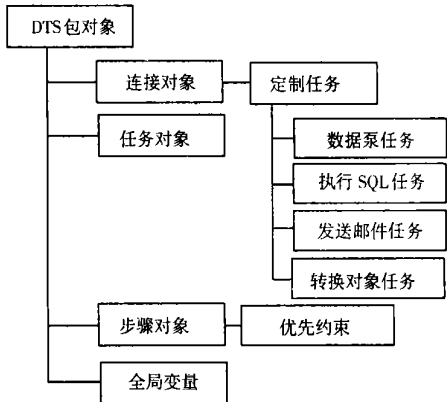 DTS包对象
连接对象
定制任务
任务对象
数据泵任务
执行 SQL任务
发送邮件任务
转换对象任务
步骤对象
优先约束
全局变量